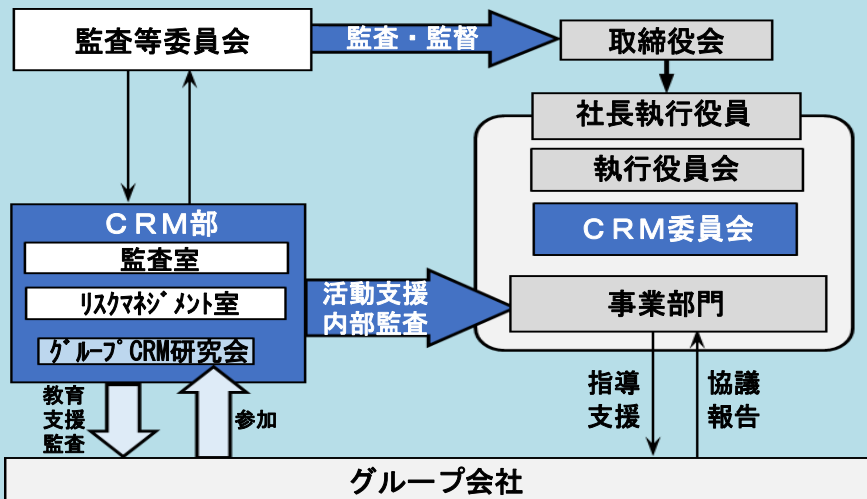 監査等委員会
監査・監督
取締役会
社長執行役員
執行役員会
CRM委員会
CRM部
監査室
ﾘｽｸﾏﾈｼﾞﾒﾝﾄ室
ｸﾞﾙｰﾌﾟCRM研究会
活動支援
内部監査
事業部門
教育
支援
監査
参加
指導
支援
協議
報告
グループ会社